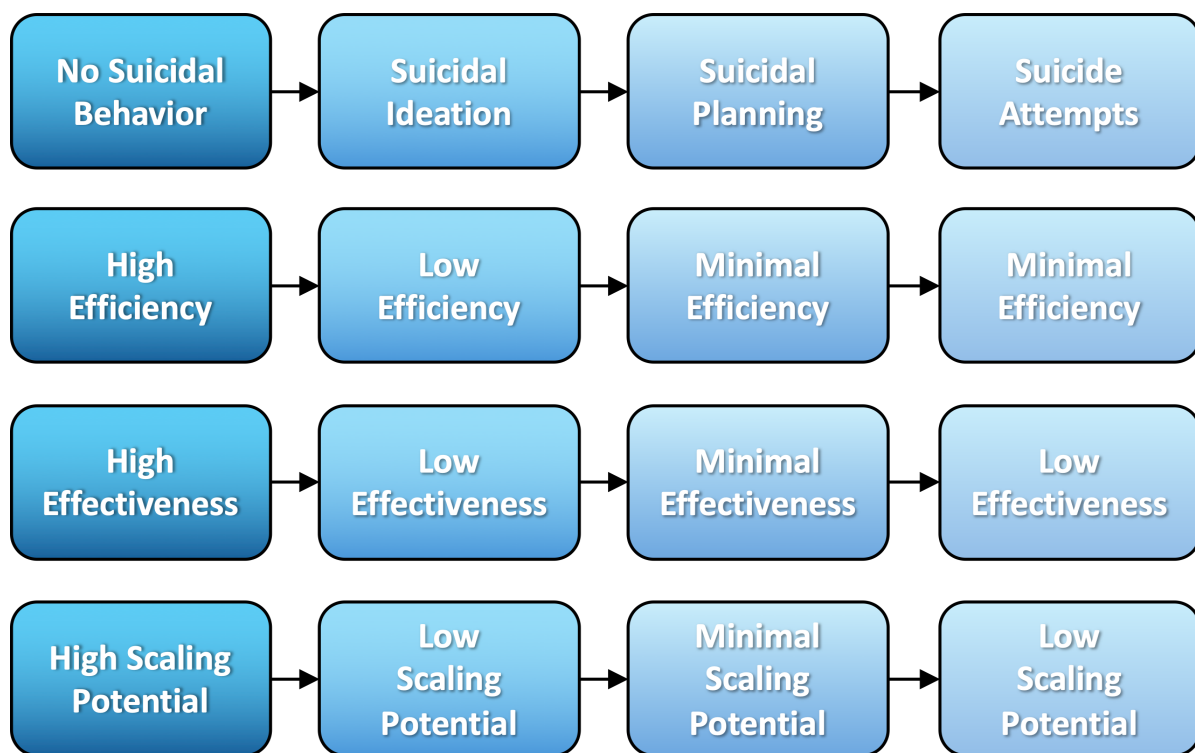 No Suicidal
Behavior
Suicidal
Ideation
Suicidal
Planning
Suicide
Attempts
High
Efficiency
Low
Efficiency
Minimal
Efficiency
Minimal
Efficiency
High
Effectiveness
Low
Effectiveness
Minimal
Effectiveness
Low
Effectiveness
High Scaling
Potential
Low
Scaling
Potential
Minimal
Scaling
Potential
Low
Scaling
Potential